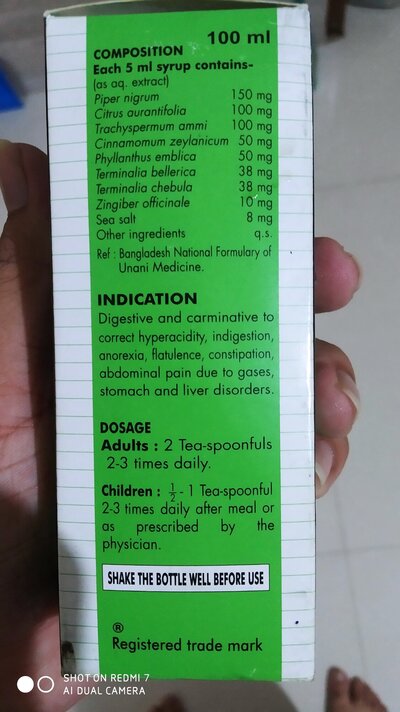 100 ml
COMPOSITION
Each 5 ml syrup contains-
(as aq. extract)
Piper nigrum 150 mg
Citrus aurantifolia 100 mg
Trachyspermum ammi 100 mg
Cinnamomum zeylanicum 50 mg
Phyllanthus emblica 50 mg
Terminalia bellerica 38 mg
Terminalia chebula 38 mg
Zingiber officinale 10 mg
Sea salt 8 mg
Other ingredients q.s.
Ref : Bangladesh National Formulary of
Unani Medicine.
INDICATION
Digestive and carminative to
correct hyperacidity, indigestion,
anorexia, flatulence, constipation,
abdominal pain due to gases,
stomach and liver disorders.
DOSAGE
Adults : 2 Tea-spoonfuls
2-3 times daily.
Children : ½ - 1 Tea-spoonful
2-3 times daily after meal or
as prescribed by the
physician.
SHAKE THE BOTTLE WELL BEFORE USE
®
Registered trade mark
SHOT ON REDMI 7
AI DUAL CAMERA